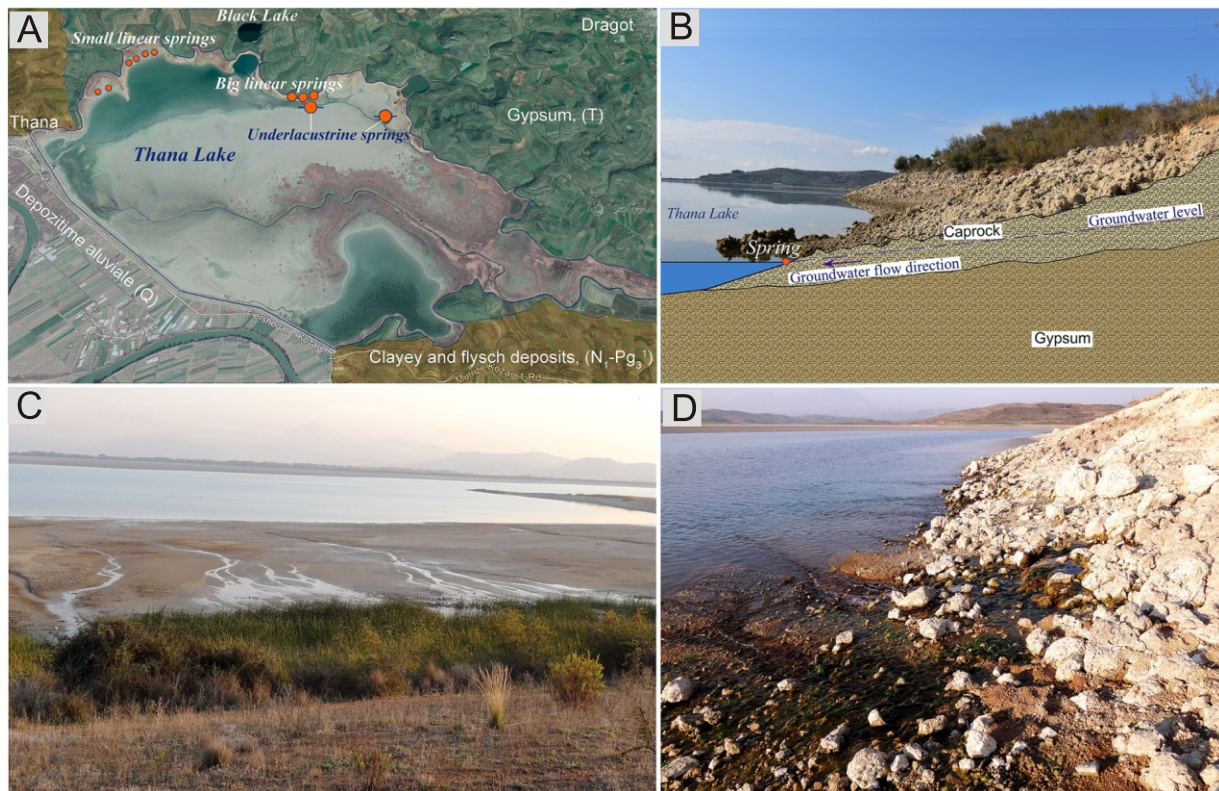 A
Black Lake
Dragot
Small linear springs
Big linear springs
Gypsum, (T)
Thana
Underlacustrine springs
Thana Lake
Depozitime aluviale (Q)
Clayey and flysch deposits, (N₁-Pg₃¹)
B
Thana Lake
Groundwater level
Caprock
Spring
Groundwater flow direction
Gypsum
C
D